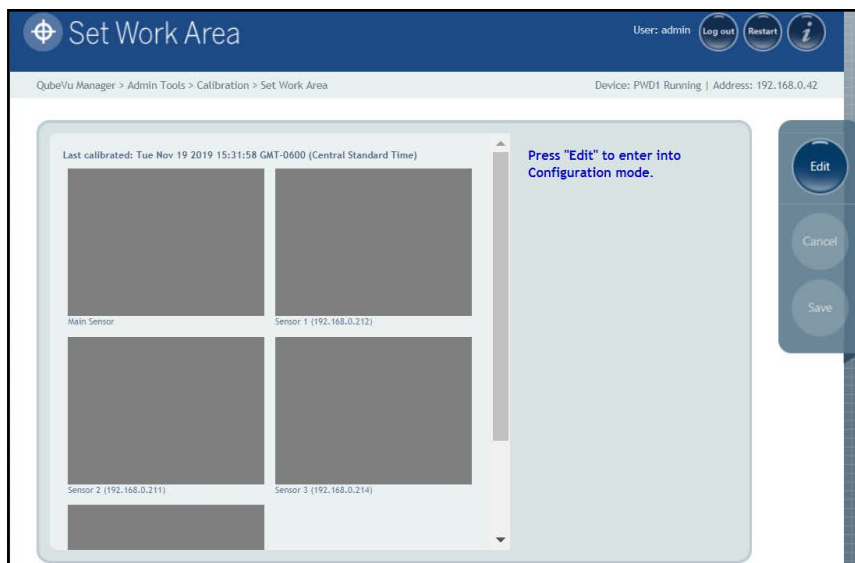 Set Work Area
User: admin
Log out
Restart
i
QubeVu Manager > Admin Tools > Calibration > Set Work Area
Device: PWD1 Running | Address: 192.168.0.42
Last calibrated: Tue Nov 19 2019 15:31:58 GMT-0600 (Central Standard Time)
Press "Edit" to enter into
Configuration mode.
Edit
Cancel
Save
Main Sensor
Sensor 1 (192.168.0.212)
Sensor 2 (192.168.0.211)
Sensor 3 (192.168.0.214)